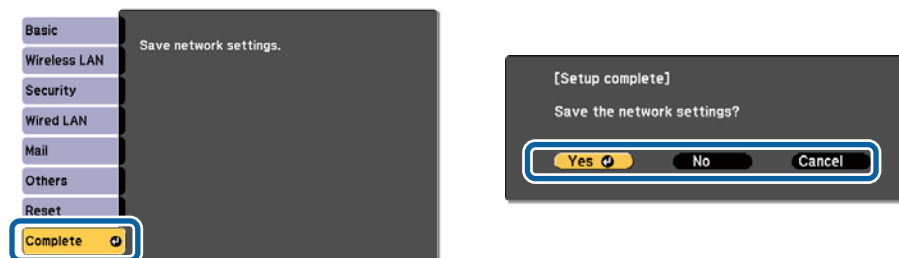 Basic
Wireless LAN
Security
Wired LAN
Mail
Others
Reset
Complete
Save network settings.
[Setup complete]
Save the network settings?
Yes No Cancel